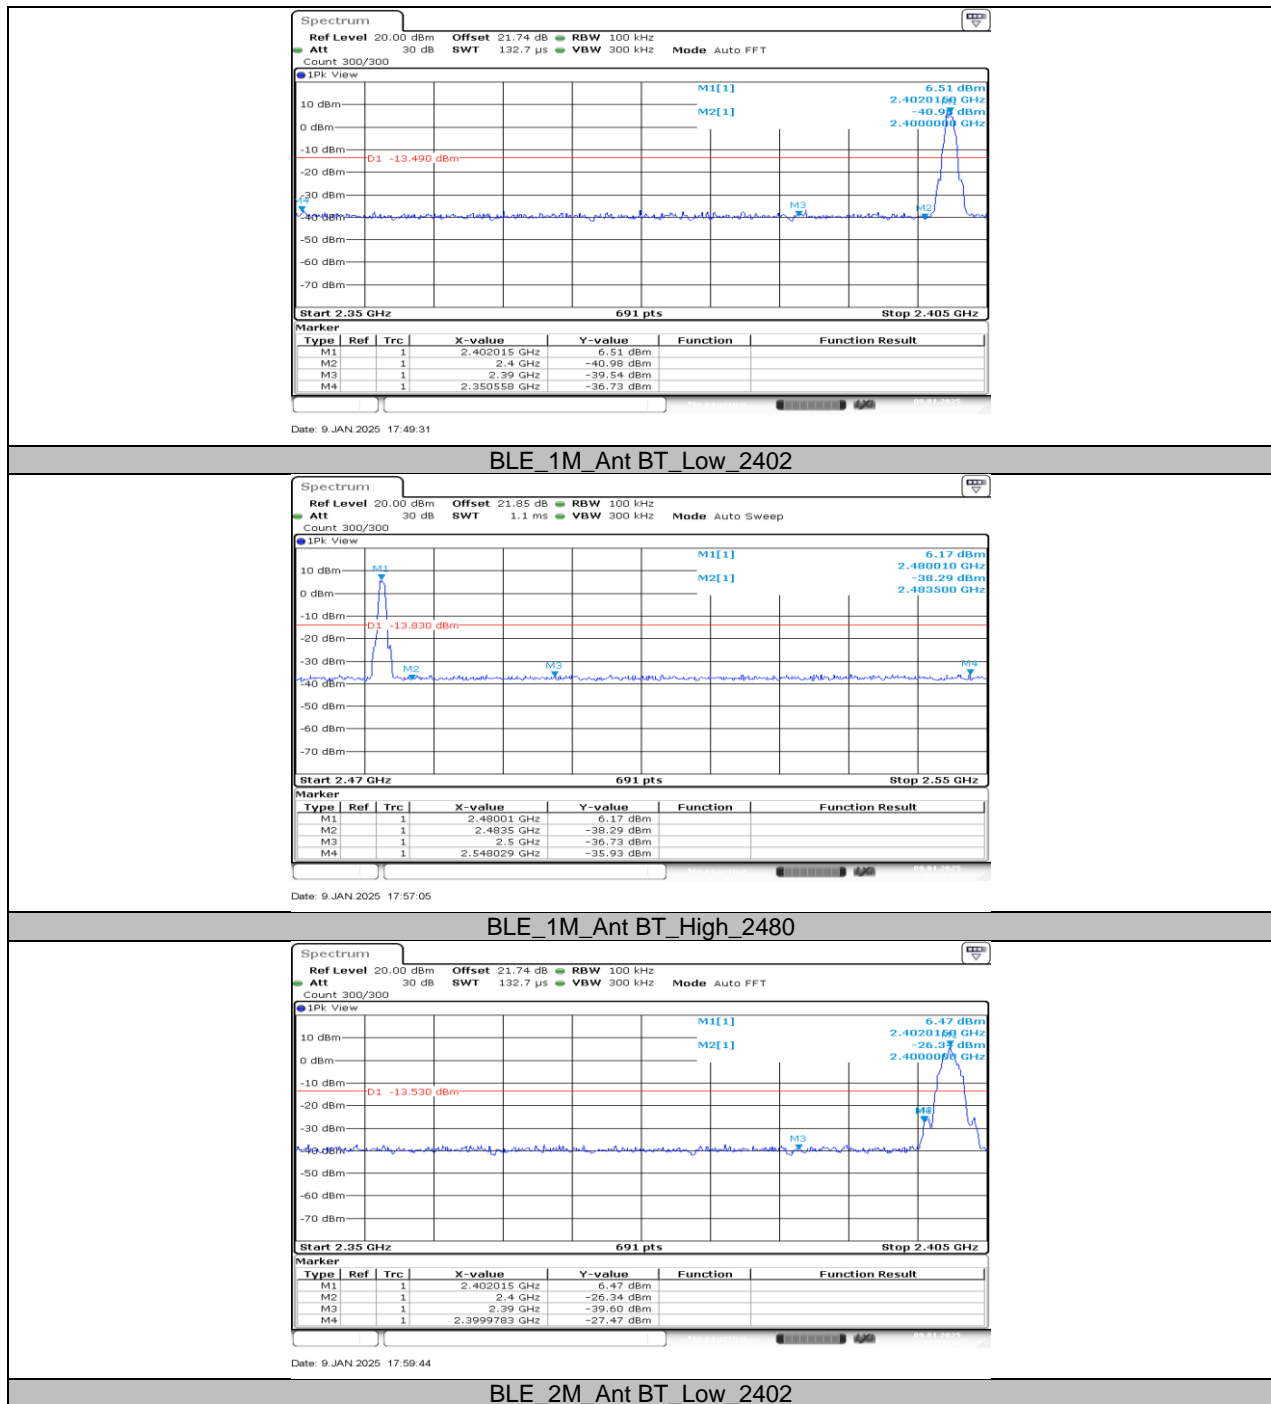 Spectrum
Ref Level 20.00 dBm Offset 21.74 dB RBW 100 kHz
Att 30 dB SWT 132.7 µs VBW 300 kHz Mode Auto FFT
Count 300/300
1Pk View
M1[1] 6.51 dBm
2.4020150 GHz
M2[1] -40.98 dBm
2.4000000 GHz
10 dBm
0 dBm
-10 dBm
D1 -13.490 dBm
-20 dBm
-30 dBm
M4
M3
M2
-40 dBm
-50 dBm
-60 dBm
-70 dBm
Start 2.35 GHz 691 pts Stop 2.405 GHz
Marker
Type Ref Trc X-value Y-value Function Function Result
M1 1 2.402015 GHz 6.51 dBm
M2 1 2.4 GHz -40.98 dBm
M3 1 2.39 GHz -39.54 dBm
M4 1 2.350558 GHz -36.73 dBm
Measuring 09.01.2025
Date: 9.JAN.2025 17:49:31
BLE_1M_Ant BT_Low_2402
Spectrum
Ref Level 20.00 dBm Offset 21.85 dB RBW 100 kHz
Att 30 dB SWT 1.1 ms VBW 300 kHz Mode Auto Sweep
Count 300/300
1Pk View
M1[1] 6.17 dBm
2.480010 GHz
M2[1] -38.29 dBm
2.483500 GHz
10 dBm
M1
0 dBm
-10 dBm
D1 -13.830 dBm
-20 dBm
-30 dBm
M2
M3
M4
-40 dBm
-50 dBm
-60 dBm
-70 dBm
Start 2.47 GHz 691 pts Stop 2.55 GHz
Marker
Type Ref Trc X-value Y-value Function Function Result
M1 1 2.48001 GHz 6.17 dBm
M2 1 2.4835 GHz -38.29 dBm
M3 1 2.5 GHz -36.73 dBm
M4 1 2.548029 GHz -35.93 dBm
Measuring 09.01.2025
Date: 9.JAN.2025 17:57:05
BLE_1M_Ant BT_High_2480
Spectrum
Ref Level 20.00 dBm Offset 21.74 dB RBW 100 kHz
Att 30 dB SWT 132.7 µs VBW 300 kHz Mode Auto FFT
Count 300/300
1Pk View
M1[1] 6.47 dBm
2.4020150 GHz
M2[1] -26.34 dBm
2.4000000 GHz
10 dBm
0 dBm
-10 dBm
D1 -13.530 dBm
-20 dBm
-30 dBm
M3
-40 dBm
-50 dBm
-60 dBm
-70 dBm
Start 2.35 GHz 691 pts Stop 2.405 GHz
Marker
Type Ref Trc X-value Y-value Function Function Result
M1 1 2.402015 GHz 6.47 dBm
M2 1 2.4 GHz -26.34 dBm
M3 1 2.39 GHz -39.60 dBm
M4 1 2.3999783 GHz -27.47 dBm
Measuring 09.01.2025
Date: 9.JAN.2025 17:59:44
BLE_2M_Ant BT_Low_2402